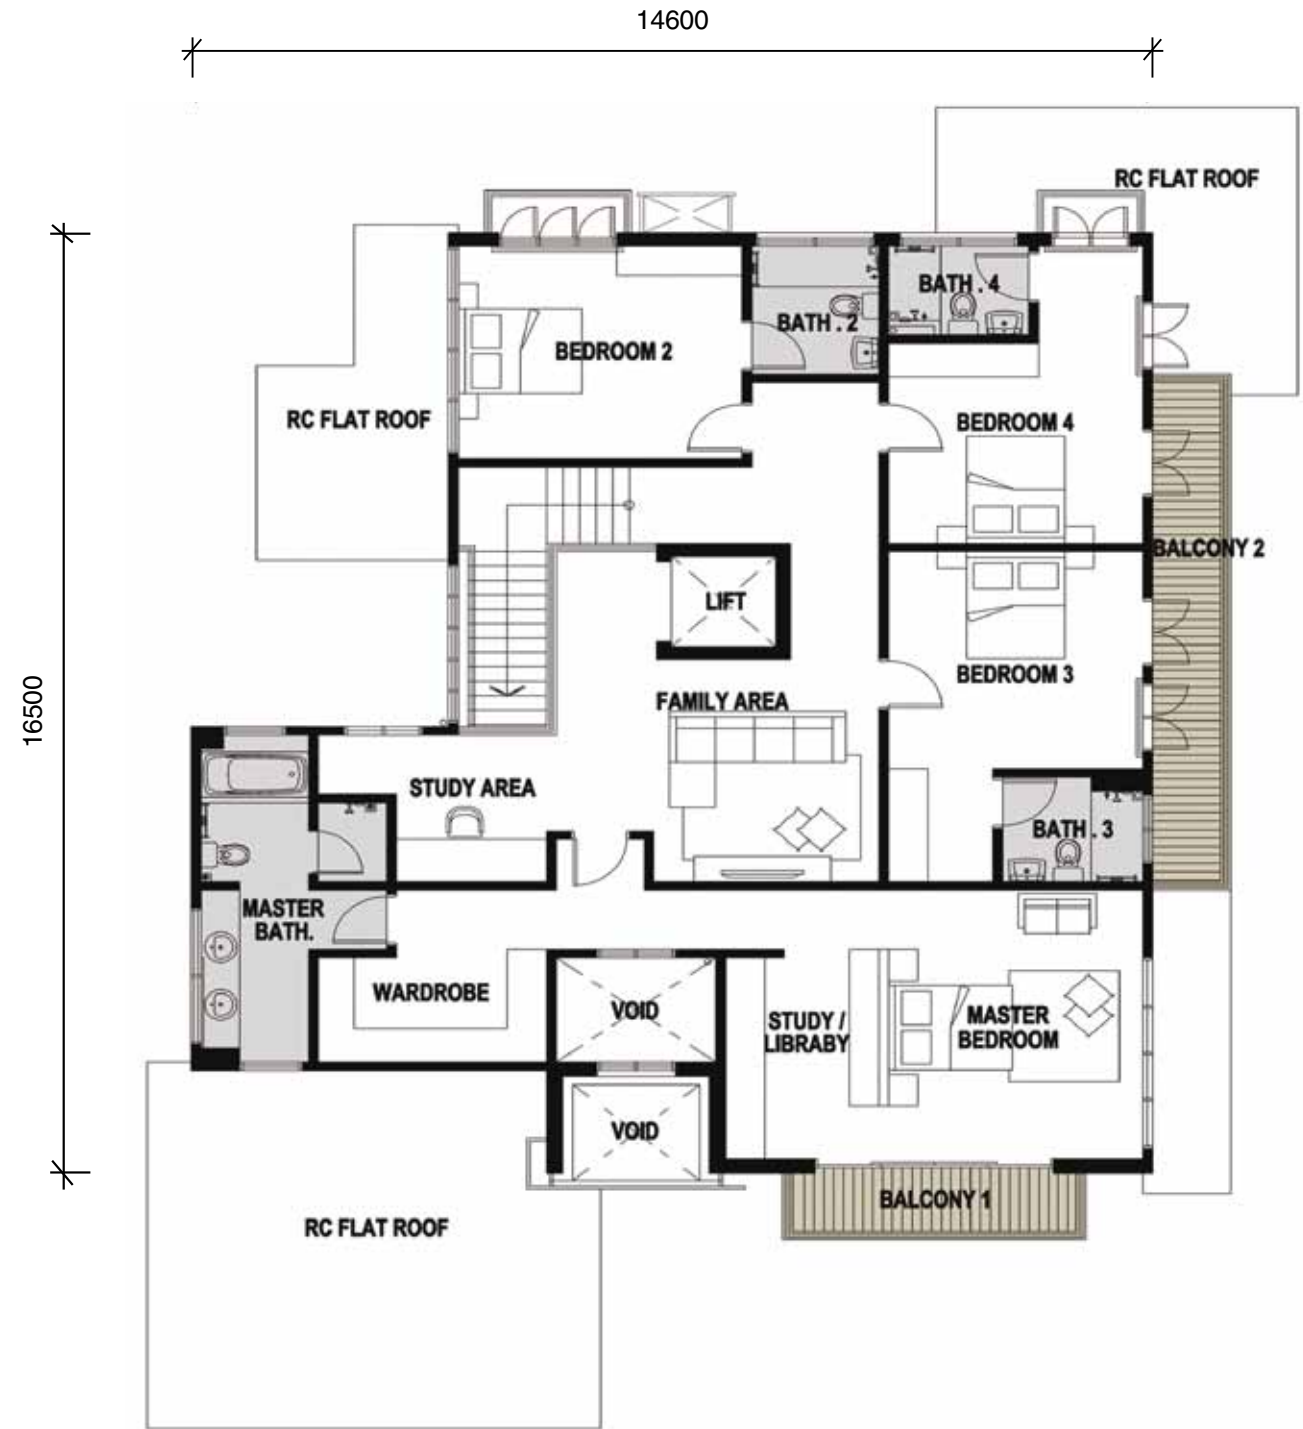 14600
RC FLAT ROOF
BATH . 4
BATH . 2
BEDROOM 2
RC FLAT ROOF
BEDROOM 4
BALCONY 2
LIFT
BEDROOM 3
FAMILY AREA
16500
STUDY AREA
BATH . 3
MASTER
BATH.
WARDROBE
VOID
STUDY /
LIBRABY
MASTER
BEDROOM
VOID
BALCONY 1
RC FLAT ROOF